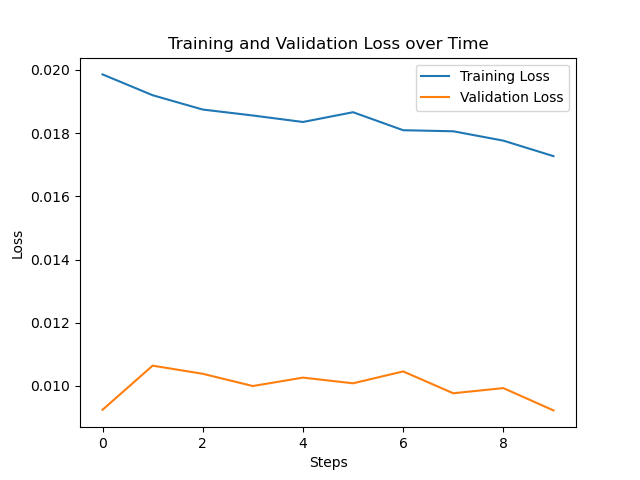 Training and Validation Loss over Time
Training Loss
Validation Loss
0.020
0.018
0.016
0.014
0.012
0.010
Loss
0 2 4 6 8
Steps